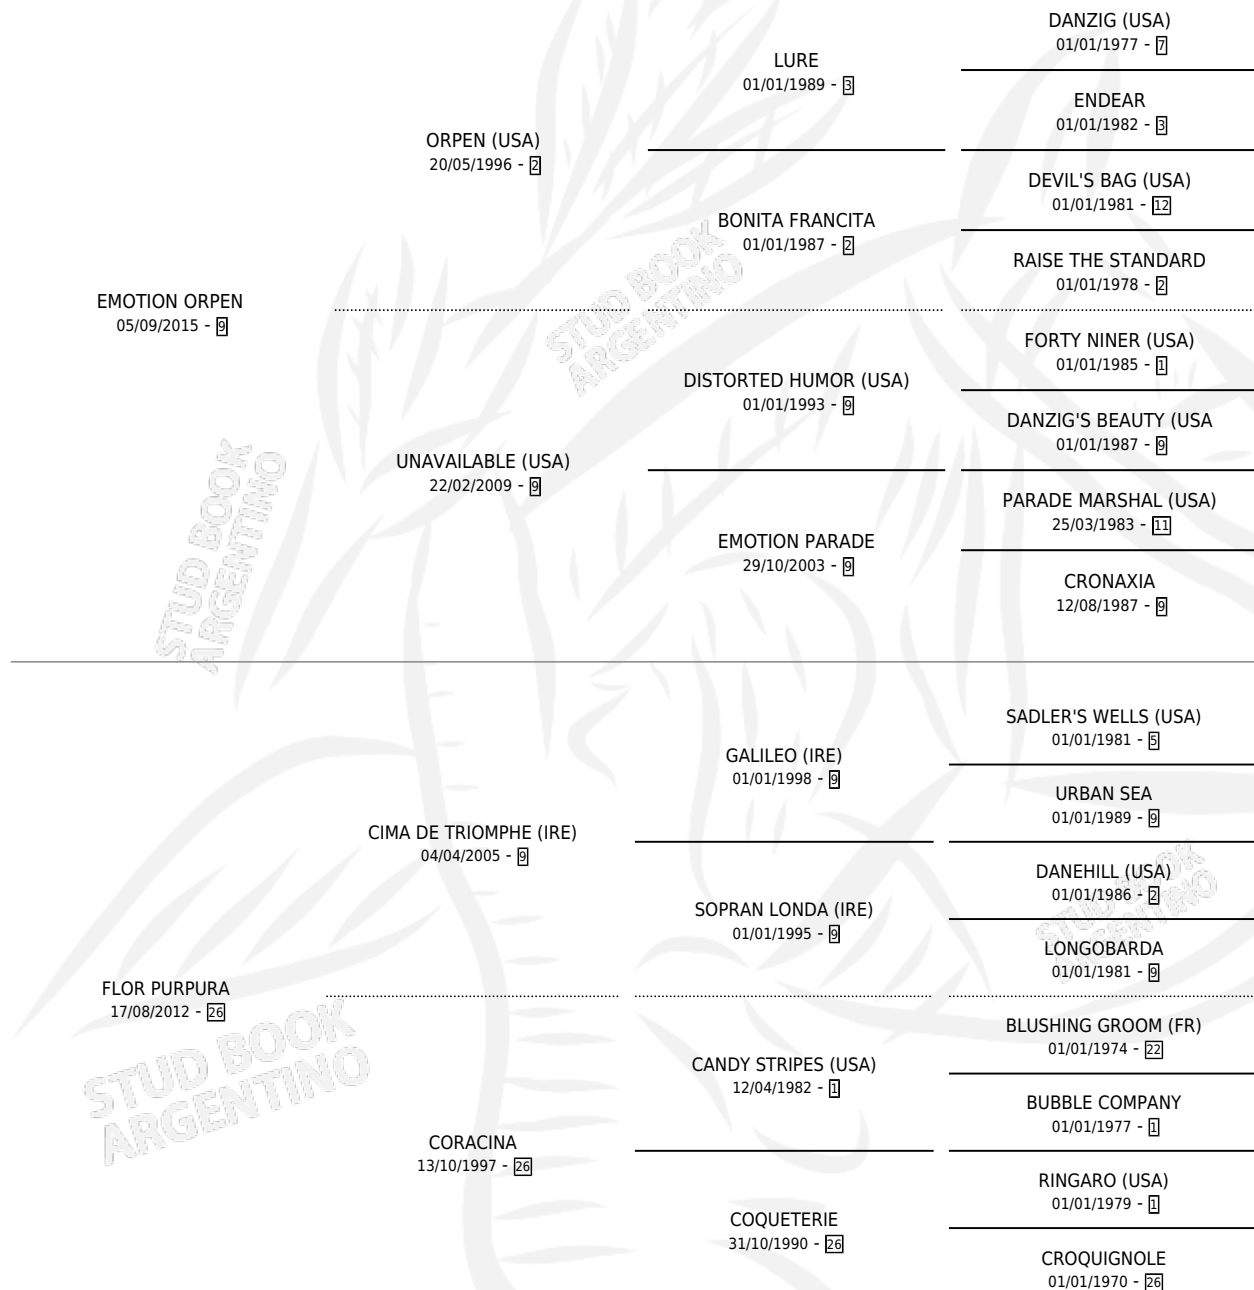 DANZIG (USA)
01/01/1977 - 7
LURE
01/01/1989 - 3
ENDEAR
01/01/1982 - 3
ORPEN (USA)
20/05/1996 - 2
DEVIL'S BAG (USA)
01/01/1981 - 12
BONITA FRANCITA
01/01/1987 - 2
RAISE THE STANDARD
01/01/1978 - 2
EMOTION ORPEN
05/09/2015 - 9
FORTY NINER (USA)
01/01/1985 - 1
DISTORTED HUMOR (USA)
01/01/1993 - 9
DANZIG'S BEAUTY (USA
01/01/1987 - 9
UNAVAILABLE (USA)
22/02/2009 - 9
PARADE MARSHAL (USA)
25/03/1983 - 11
EMOTION PARADE
29/10/2003 - 9
CRONAXIA
12/08/1987 - 9
STUD BOOK
ARGENTINO
STUD BOOK
ARGENTINO
SADLER'S WELLS (USA)
01/01/1981 - 5
GALILEO (IRE)
01/01/1998 - 9
URBAN SEA
01/01/1989 - 9
CIMA DE TRIOMPHE (IRE)
04/04/2005 - 9
DANEHILL (USA)
01/01/1986 - 2
SOPRAN LONDA (IRE)
01/01/1995 - 9
LONGOBARDA
01/01/1981 - 9
FLOR PURPURA
17/08/2012 - 26
BLUSHING GROOM (FR)
01/01/1974 - 22
CANDY STRIPES (USA)
12/04/1982 - 1
BUBBLE COMPANY
01/01/1977 - 1
CORACINA
13/10/1997 - 26
RINGARO (USA)
01/01/1979 - 1
COQUETERIE
31/10/1990 - 26
CROQUIGNOLE
01/01/1970 - 26
STUD BOOK
ARGENTINO
STUD BOOK
ARGENTINO